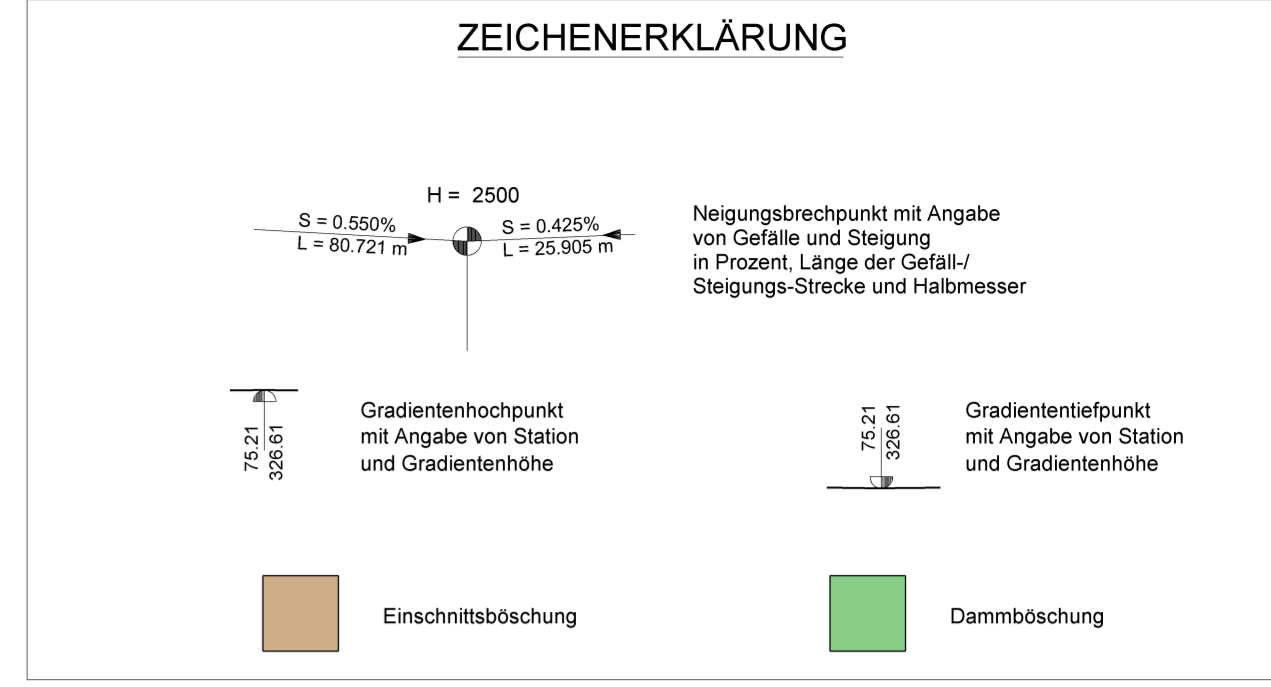 ZEICHENERKLÄRUNG
H = 2500
S = 0.550%
L = 80.721 m
S = 0.425%
L = 25.905 m
Neigungsbrechpunkt mit Angabe
von Gefälle und Steigung
in Prozent, Länge der Gefäll-/
Steigungs-Strecke und Halbmesser
75.21
326.61
Gradientenhochpunkt
mit Angabe von Station
und Gradientenhöhe
75.21
326.61
Gradiententiefpunkt
mit Angabe von Station
und Gradientenhöhe
Einschnittsböschung
Dammböschung